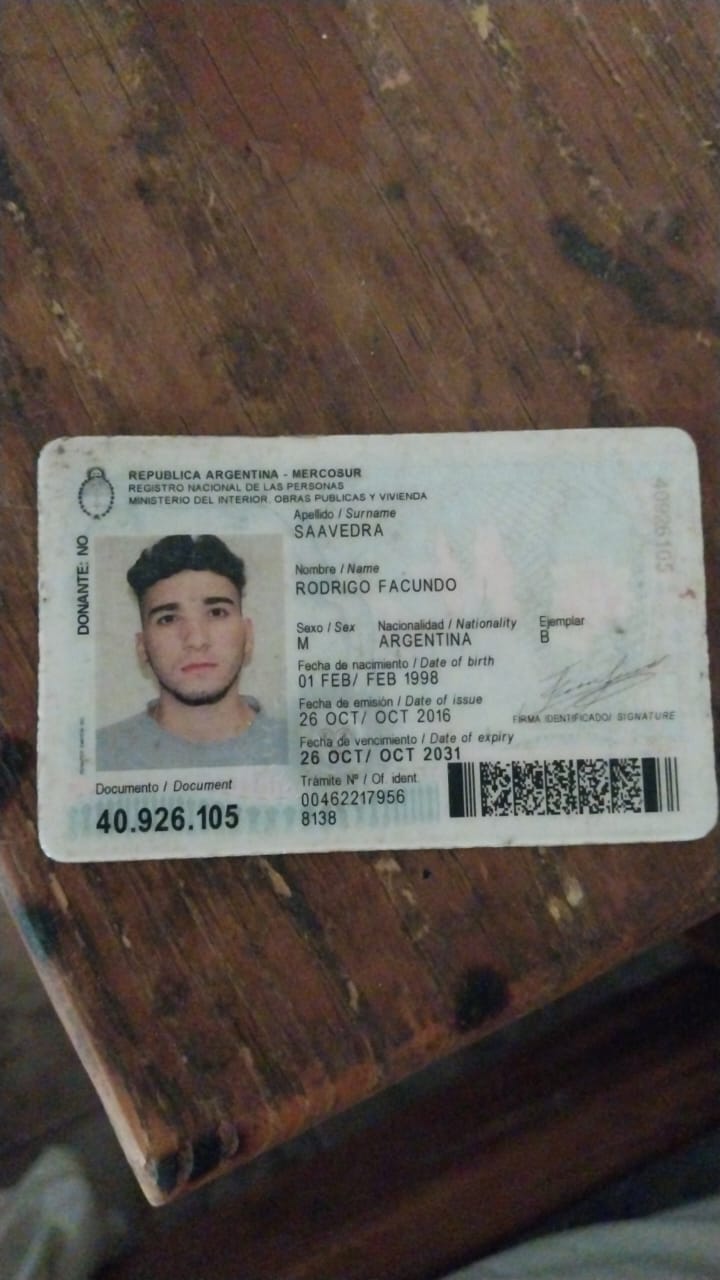 REPUBLICA ARGENTINA - MERCOSUR
REGISTRO NACIONAL DE LAS PERSONAS
MINISTERIO DEL INTERIOR, OBRAS PUBLICAS Y VIVIENDA
Apellido / Surname
SAAVEDRA
Nombre / Name
RODRIGO FACUNDO
Sexo / Sex Nacionalidad / Nationality Ejemplar
M ARGENTINA B
Fecha de nacimiento / Date of birth
01 FEB/ FEB 1998
Fecha de emisión / Date of issue
26 OCT/ OCT 2016
FIRMA IDENTIFICADO/ SIGNATURE
Fecha de vencimiento / Date of expiry
26 OCT/ OCT 2031
Documento / Document
40.926.105
Trámite Nº / Of. ident
00462217956
8138
DONANTE: NO
40926105